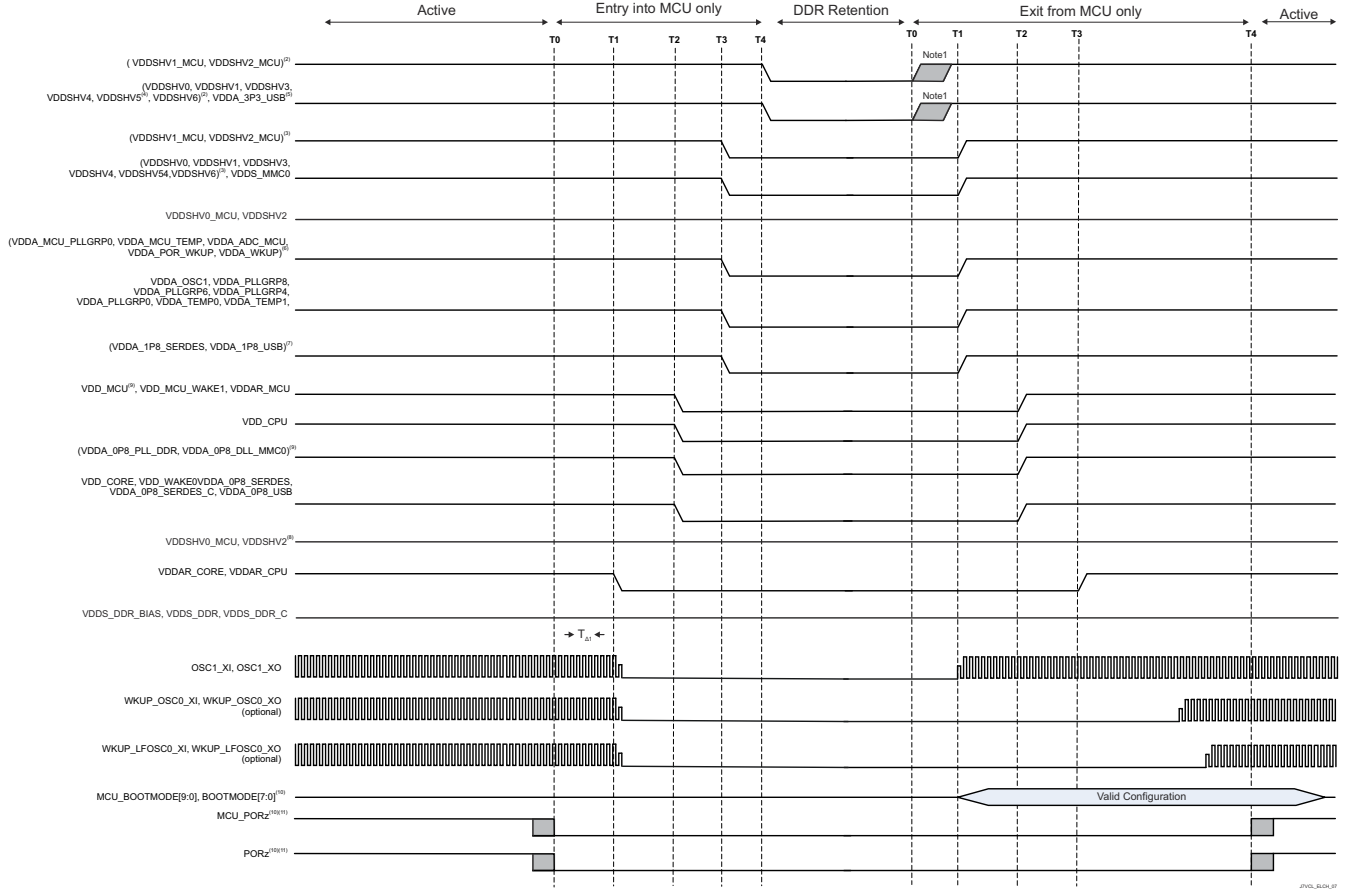 Active
Entry into MCU only
DDR Retention
Exit from MCU only
Active
T0 T1 T2 T3 T4 T0 T1 T2 T3 T4
( VDDSHV1_MCU, VDDSHV2_MCU)(2)
Note1
(VDDSHV0, VDDSHV1, VDDSHV3,
VDDSHV4, VDDSHV5(4), VDDSHV6)(2), VDDA_3P3_USB(5)
Note1
(VDDSHV1_MCU, VDDSHV2_MCU)(3)
(VDDSHV0, VDDSHV1, VDDSHV3,
VDDSHV4, VDDSHV54,VDDSHV6)(3), VDDS_MMC0
VDDSHV0_MCU, VDDSHV2
(VDDA_MCU_PLLGRP0, VDDA_MCU_TEMP, VDDA_ADC_MCU,
VDDA_POR_WKUP, VDDA_WKUP)(6)
VDDA_OSC1, VDDA_PLLGRP8,
VDDA_PLLGRP6, VDDA_PLLGRP4,
VDDA_PLLGRP0, VDDA_TEMP0, VDDA_TEMP1,
(VDDA_1P8_SERDES, VDDA_1P8_USB)(7)
VDD_MCU(9), VDD_MCU_WAKE1, VDDAR_MCU
VDD_CPU
(VDDA_0P8_PLL_DDR, VDDA_0P8_DLL_MMC0)(9)
VDD_CORE, VDD_WAKE0VDDA_0P8_SERDES,
VDDA_0P8_SERDES_C, VDDA_0P8_USB
VDDSHV0_MCU, VDDSHV2(8)
VDDAR_CORE, VDDAR_CPU
VDDS_DDR_BIAS, VDDS_DDR, VDDS_DDR_C
TΔ1
OSC1_XI, OSC1_XO
WKUP_OSC0_XI, WKUP_OSC0_XO
(optional)
WKUP_LFOSC0_XI, WKUP_LFOSC0_XO
(optional)
MCU_BOOTMODE[9:0], BOOTMODE[7:0](10)
Valid Configuration
MCU_PORz(10)(11)
PORz(10)(11)
J7VCL_ELCH_07